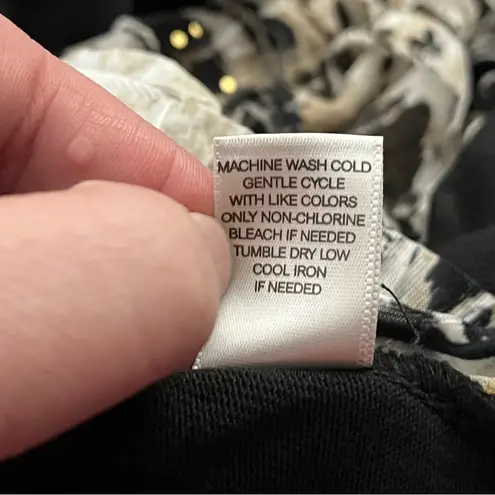 MACHINE WASH COLD
GENTLE CYCLE
WITH LIKE COLORS
ONLY NON-CHLORINE
BLEACH IF NEEDED
TUMBLE DRY LOW
COOL IRON
IF NEEDED